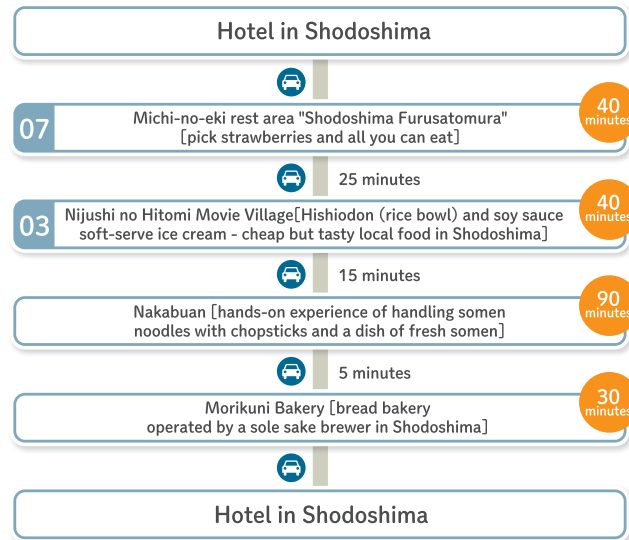 Hotel in Shodoshima
40
minutes
07
Michi-no-eki rest area "Shodoshima Furusatomura"
[pick strawberries and all you can eat]
25 minutes
40
minutes
03
Nijushi no Hitomi Movie Village[Hishiodon (rice bowl) and soy sauce
soft-serve ice cream - cheap but tasty local food in Shodoshima]
15 minutes
90
minutes
Nakabuan [hands-on experience of handling somen
noodles with chopsticks and a dish of fresh somen]
5 minutes
30
minutes
Morikuni Bakery [bread bakery
operated by a sole sake brewer in Shodoshima]
Hotel in Shodoshima